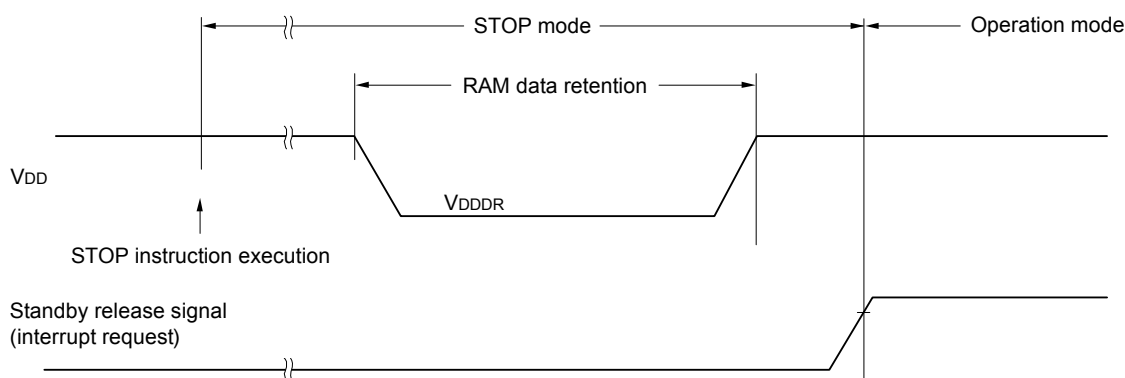 STOP mode
Operation mode
RAM data retention
VDD
VDDDR
STOP instruction execution
Standby release signal
(interrupt request)